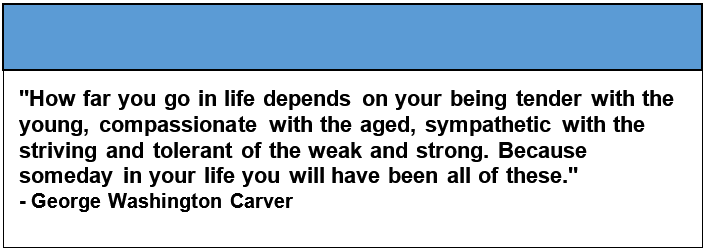 "How far you go in life depends on your being tender with the
young, compassionate with the aged, sympathetic with the
striving and tolerant of the weak and strong. Because
someday in your life you will have been all of these."
- George Washington Carver